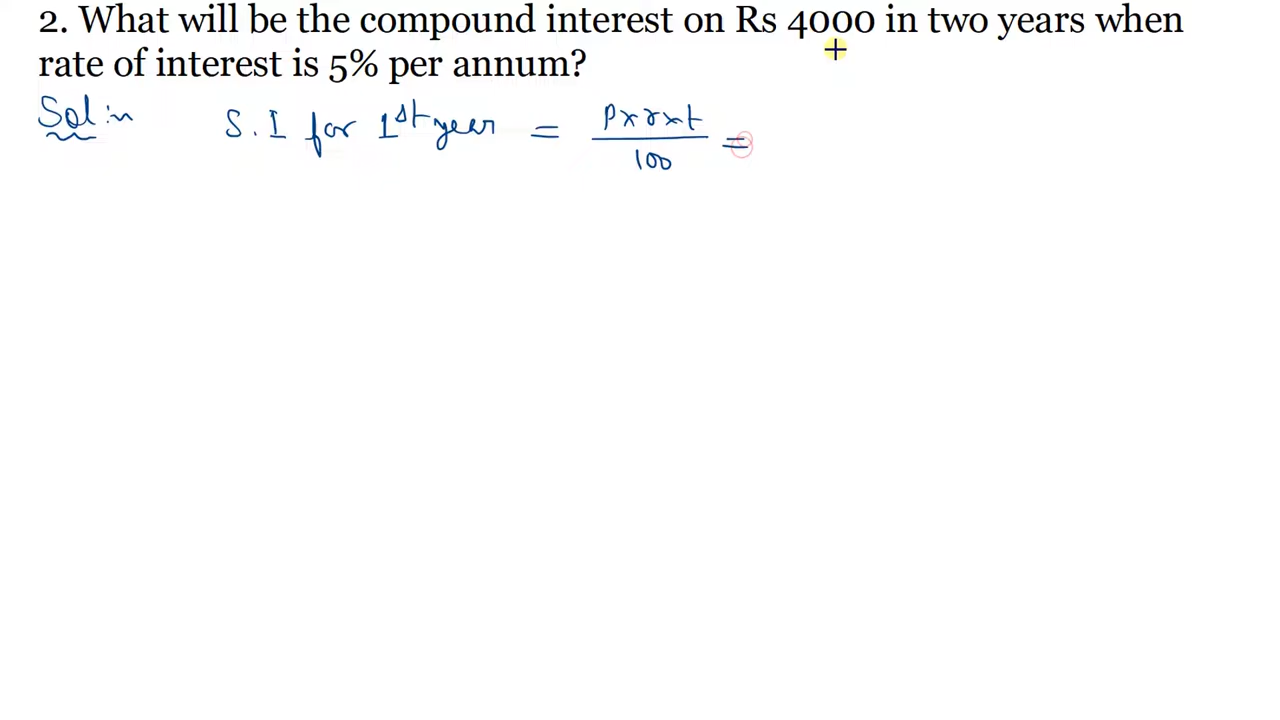 2. What will be the compound interest on Rs 4000 in two years when
rate of interest is 5% per annum?
Sol:n S.I for 1st year = p×r×t/100 =